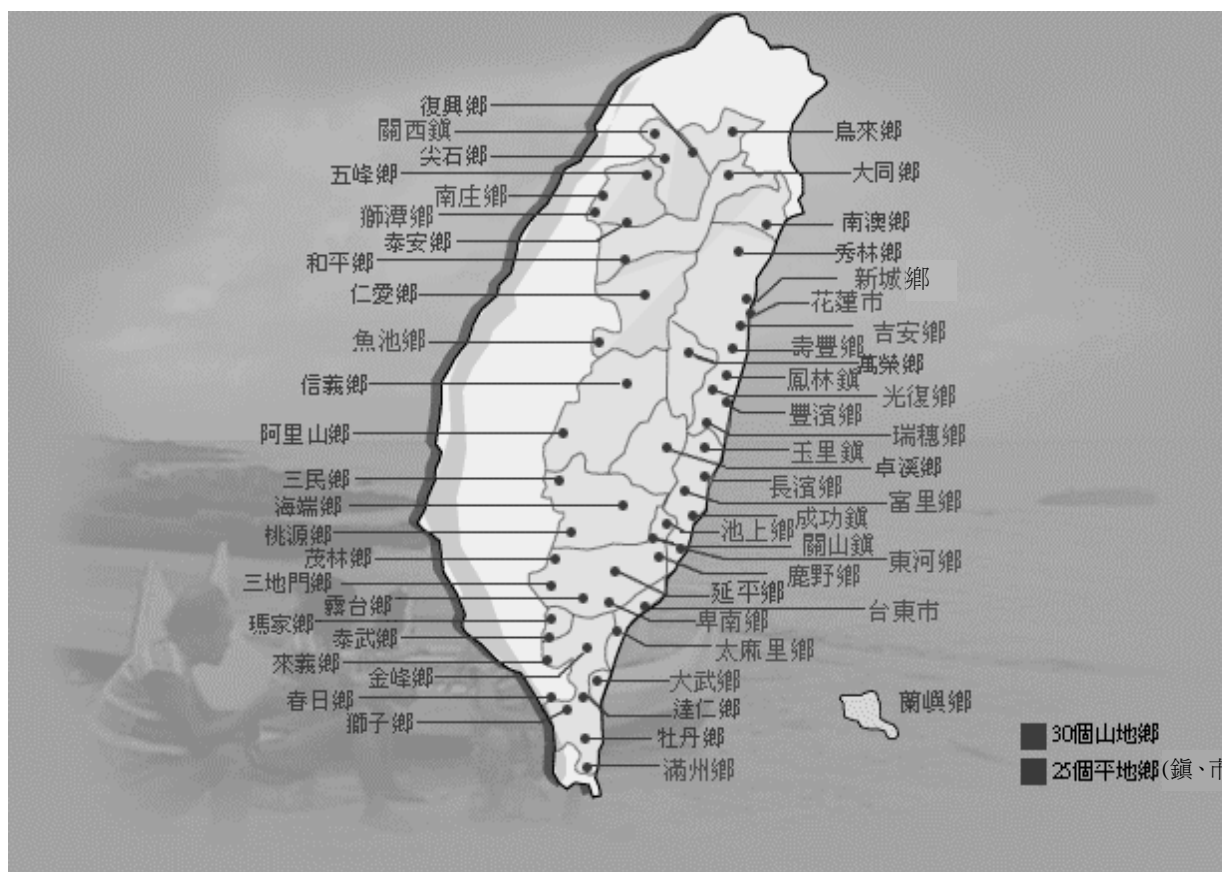 復興鄉
關西鎮
尖石鄉
五峰鄉
南庄鄉
獅潭鄉
泰安鄉
和平鄉
仁愛鄉
魚池鄉
信義鄉
阿里山鄉
三民鄉
海端鄉
桃源鄉
茂林鄉
三地門鄉
霧台鄉
瑪家鄉
泰武鄉
來義鄉
金峰鄉
春日鄉
獅子鄉
烏來鄉
大同鄉
南澳鄉
秀林鄉
新城鄉
花蓮市
吉安鄉
壽豐鄉
萬榮鄉
鳳林鎮
光復鄉
豐濱鄉
瑞穗鄉
玉里鎮
卓溪鄉
長濱鄉
富里鄉
成功鎮
池上鄉
關山鎮
東河鄉
鹿野鄉
延平鄉
台東市
卑南鄉
太麻里鄉
大武鄉
達仁鄉
牡丹鄉
滿州鄉
蘭嶼鄉
30個山地鄉
25個平地鄉(鎮、市